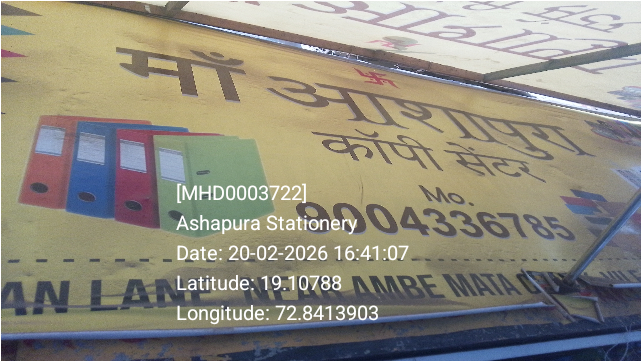 माँ आशापुरा
कॉपी सेंटर
Mo.
9004336785
AN LANE, NEAR AMBE MATA
[MHD0003722]
Ashapura Stationery
Date: 20-02-2026 16:41:07
Latitude: 19.10788
Longitude: 72.8413903